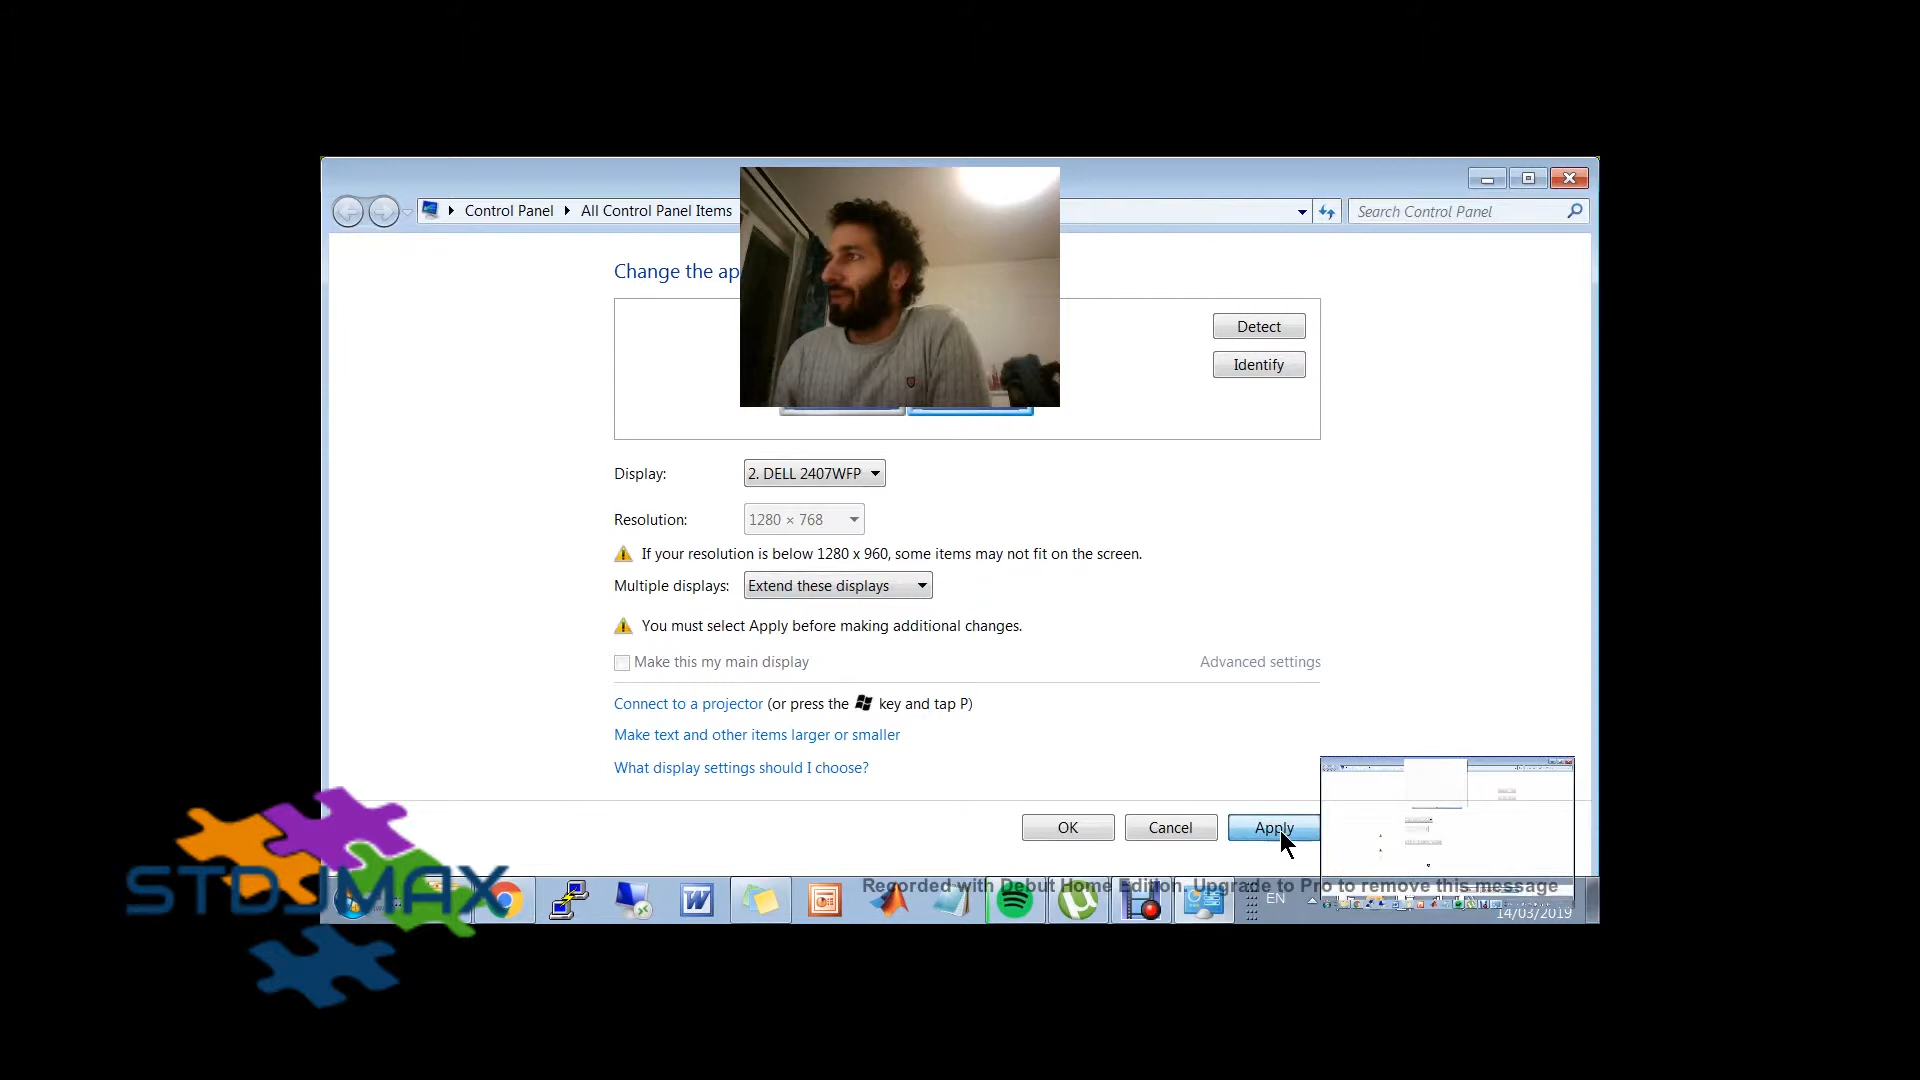 Control Panel
All Control Panel Items
Search Control Panel
Change the ap
Detect
Identify
Display:
2. DELL 2407WFP
Resolution:
1280 × 768
If your resolution is below 1280 x 960, some items may not fit on the screen.
Multiple displays:
Extend these displays
You must select Apply before making additional changes.
Make this my main display
Advanced settings
Connect to a projector (or press the key and tap P)
Make text and other items larger or smaller
What display settings should I choose?
OK
Cancel
Apply
STDJMAX
Recorded with Debut Home Edition. Upgrade to Pro to remove this message
W
EN
14/03/2019